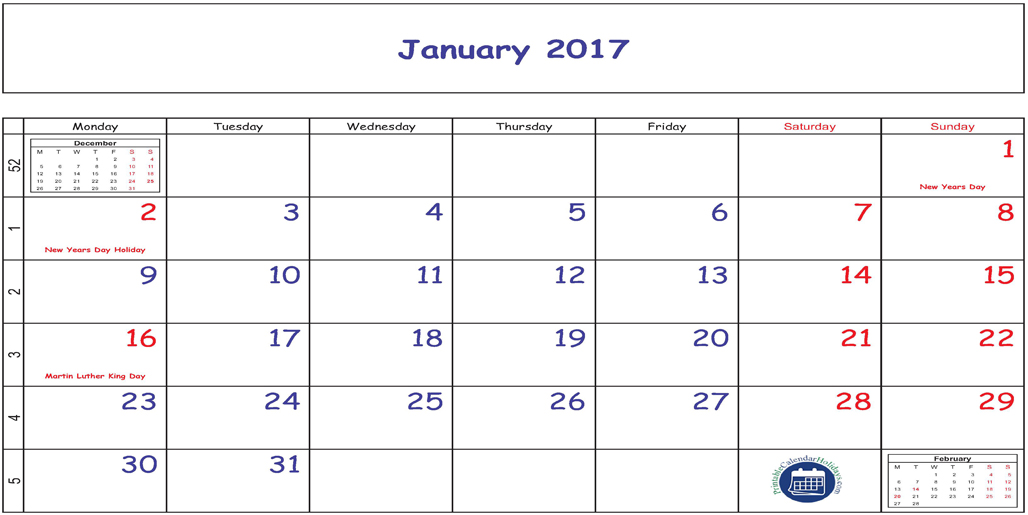 January 2017
Monday Tuesday Wednesday Thursday Friday Saturday Sunday
52
December
M T W T F S S
1 2 3 4
5 6 7 8 9 10 11
12 13 14 15 16 17 18
19 20 21 22 23 24 25
26 27 28 29 30 31
1
New Years Day
1
2 3 4 5 6 7 8
New Years Day Holiday
2
9 10 11 12 13 14 15
3
16 17 18 19 20 21 22
Martin Luther King Day
4
23 24 25 26 27 28 29
5
30 31
PrintableCalendarHolidays.com
February
M T W T F S S
1 2 3 4 5
6 7 8 9 10 11 12
13 14 15 16 17 18 19
20 21 22 23 24 25 26
27 28